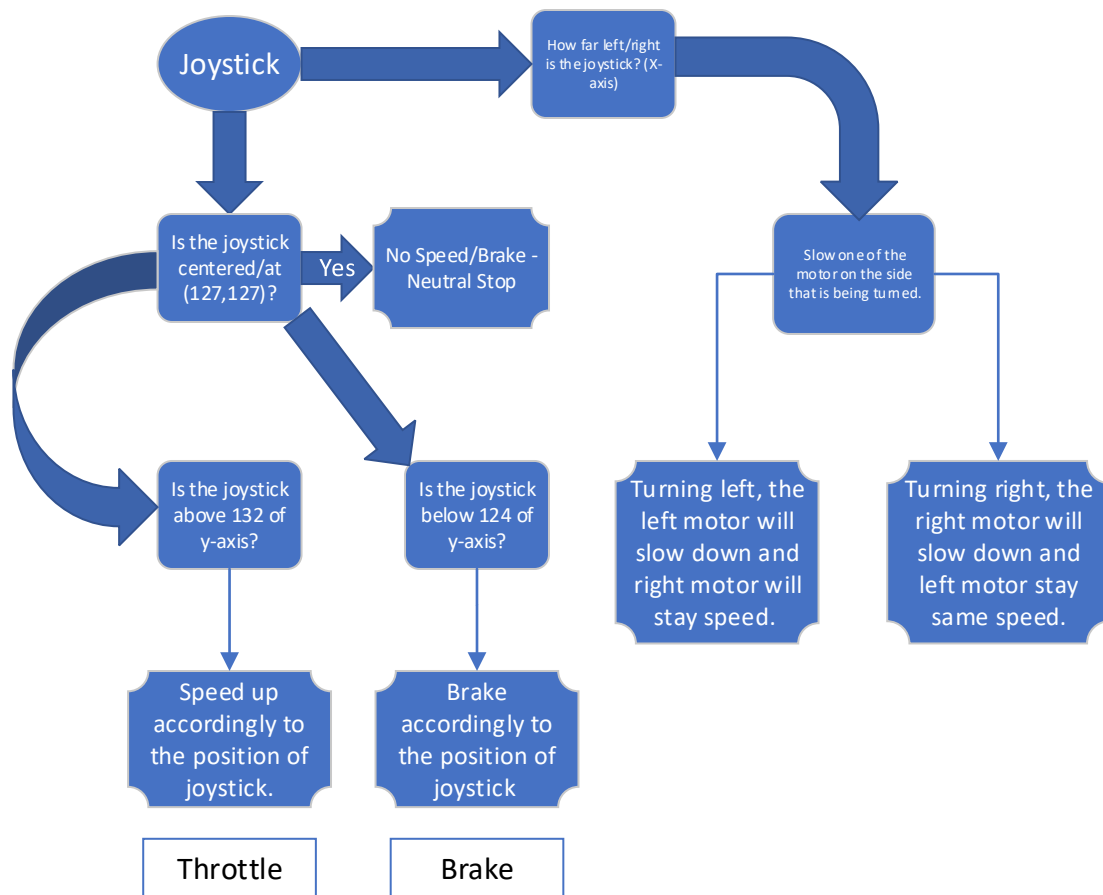 Joystick
How far left/right
is the joystick? (X-
axis)
Is the joystick
centered/at
(127,127)?
Yes
No Speed/Brake -
Neutral Stop
Slow one of the
motor on the side
that is being turned.
Is the joystick
above 132 of
y-axis?
Is the joystick
below 124 of
y-axis?
Turning left, the
left motor will
slow down and
right motor will
stay speed.
Turning right, the
right motor will
slow down and
left motor stay
same speed.
Speed up
accordingly to
the position of
joystick.
Brake
accordingly to
the position of
joystick
Throttle
Brake